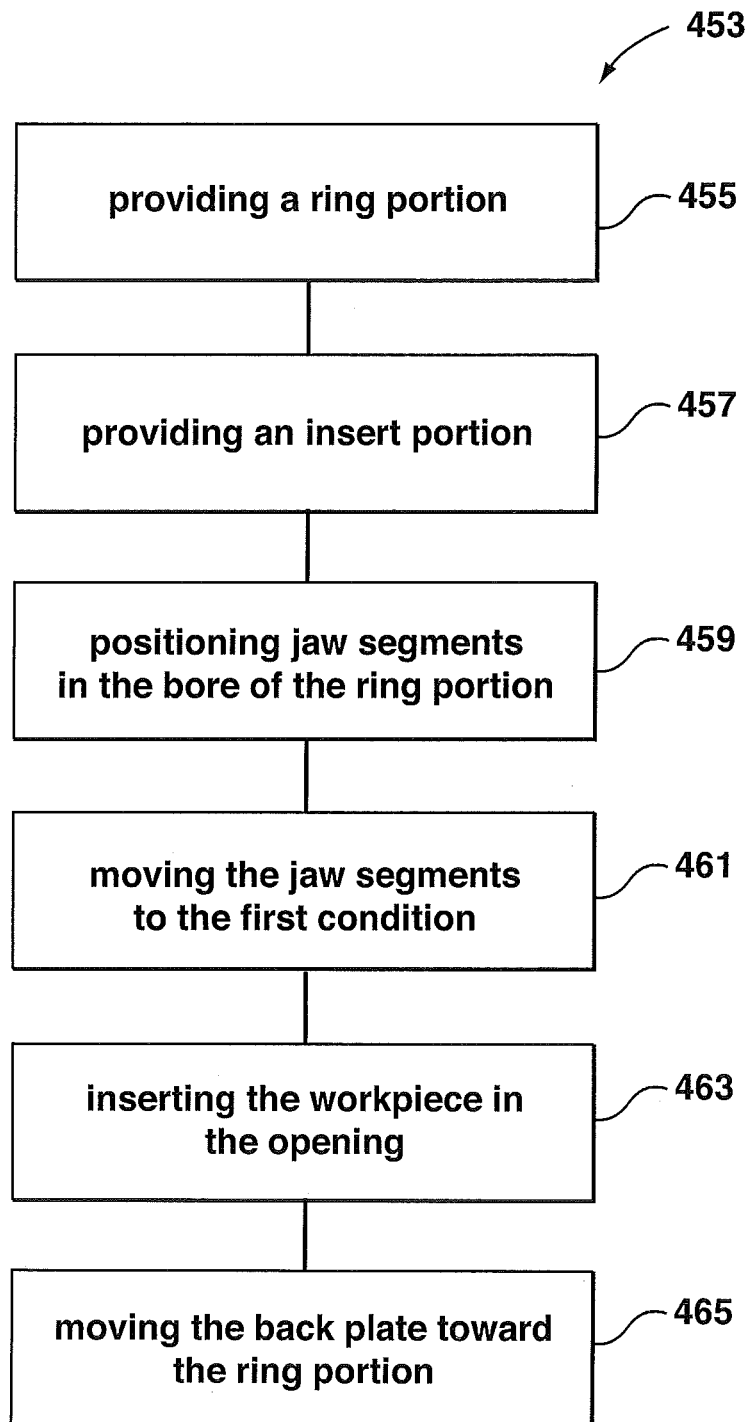 453
providing a ring portion
455
providing an insert portion
457
positioning jaw segments
in the bore of the ring portion
459
moving the jaw segments
to the first condition
461
inserting the workpiece in
the opening
463
moving the back plate toward
the ring portion
465